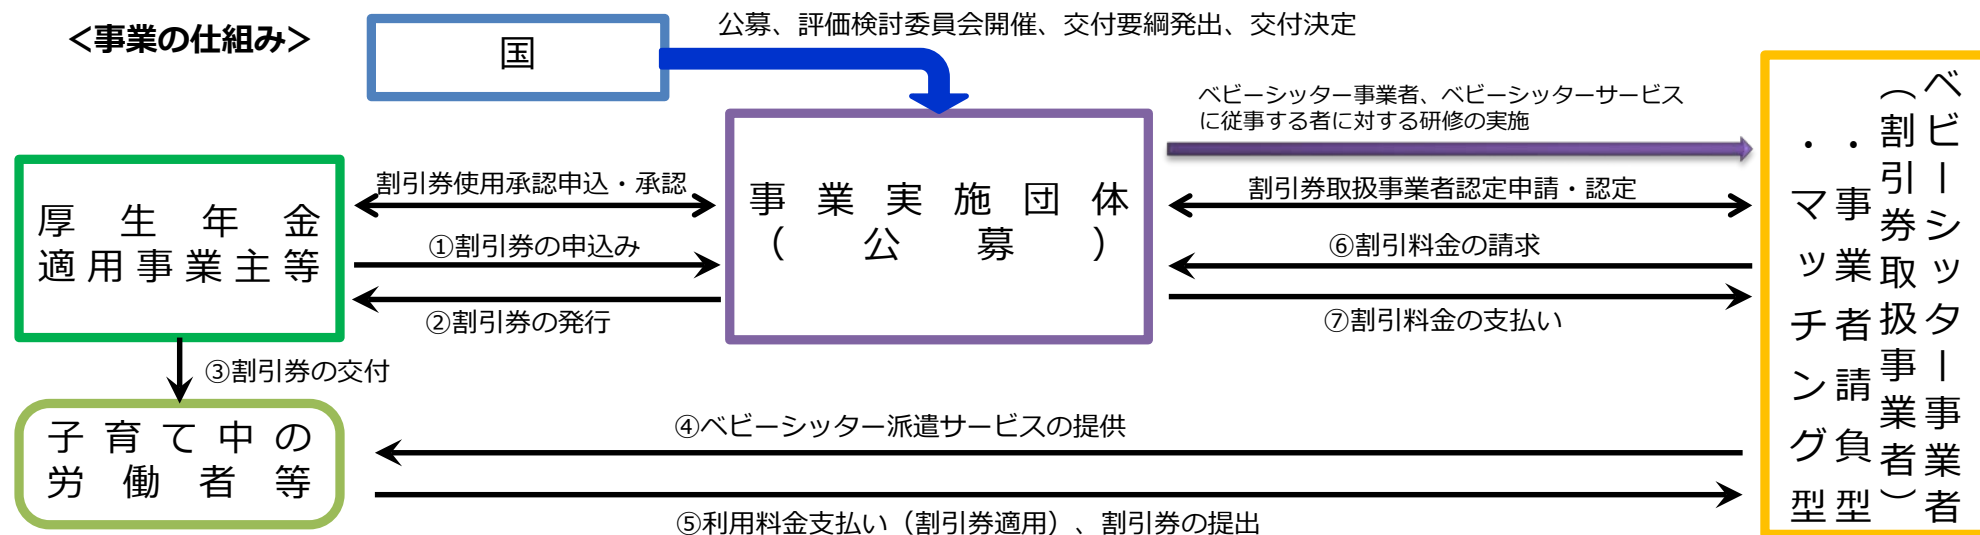 ＜事業の仕組み＞
国
公募、評価検討委員会開催、交付要綱発出、交付決定
厚生年金
適用事業主等
割引券使用承認申込・承認
①割引券の申込み
②割引券の発行
③割引券の交付
子育て中の
労働者等
事業実施団体
（公募）
ベビーシッター事業者、ベビーシッターサービス
に従事する者に対する研修の実施
割引券取扱事業者認定申請・認定
⑥割引料金の請求
⑦割引料金の支払い
④ベビーシッター派遣サービスの提供
⑤利用料金支払い（割引券適用）、割引券の提出
ベビーシッター事業者
（割引券取扱事業者）
・事業者請負型
・マッチング型